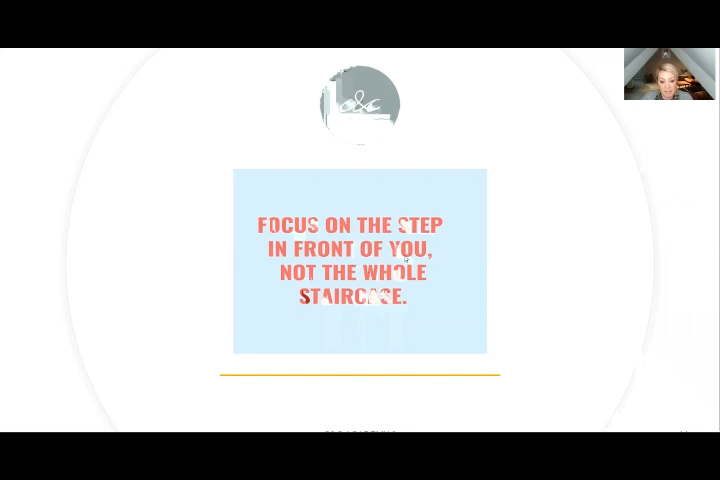 c&c
FOCUS ON THE STEP
IN FRONT OF YOU,
NOT THE WHOLE
STAIRCASE.